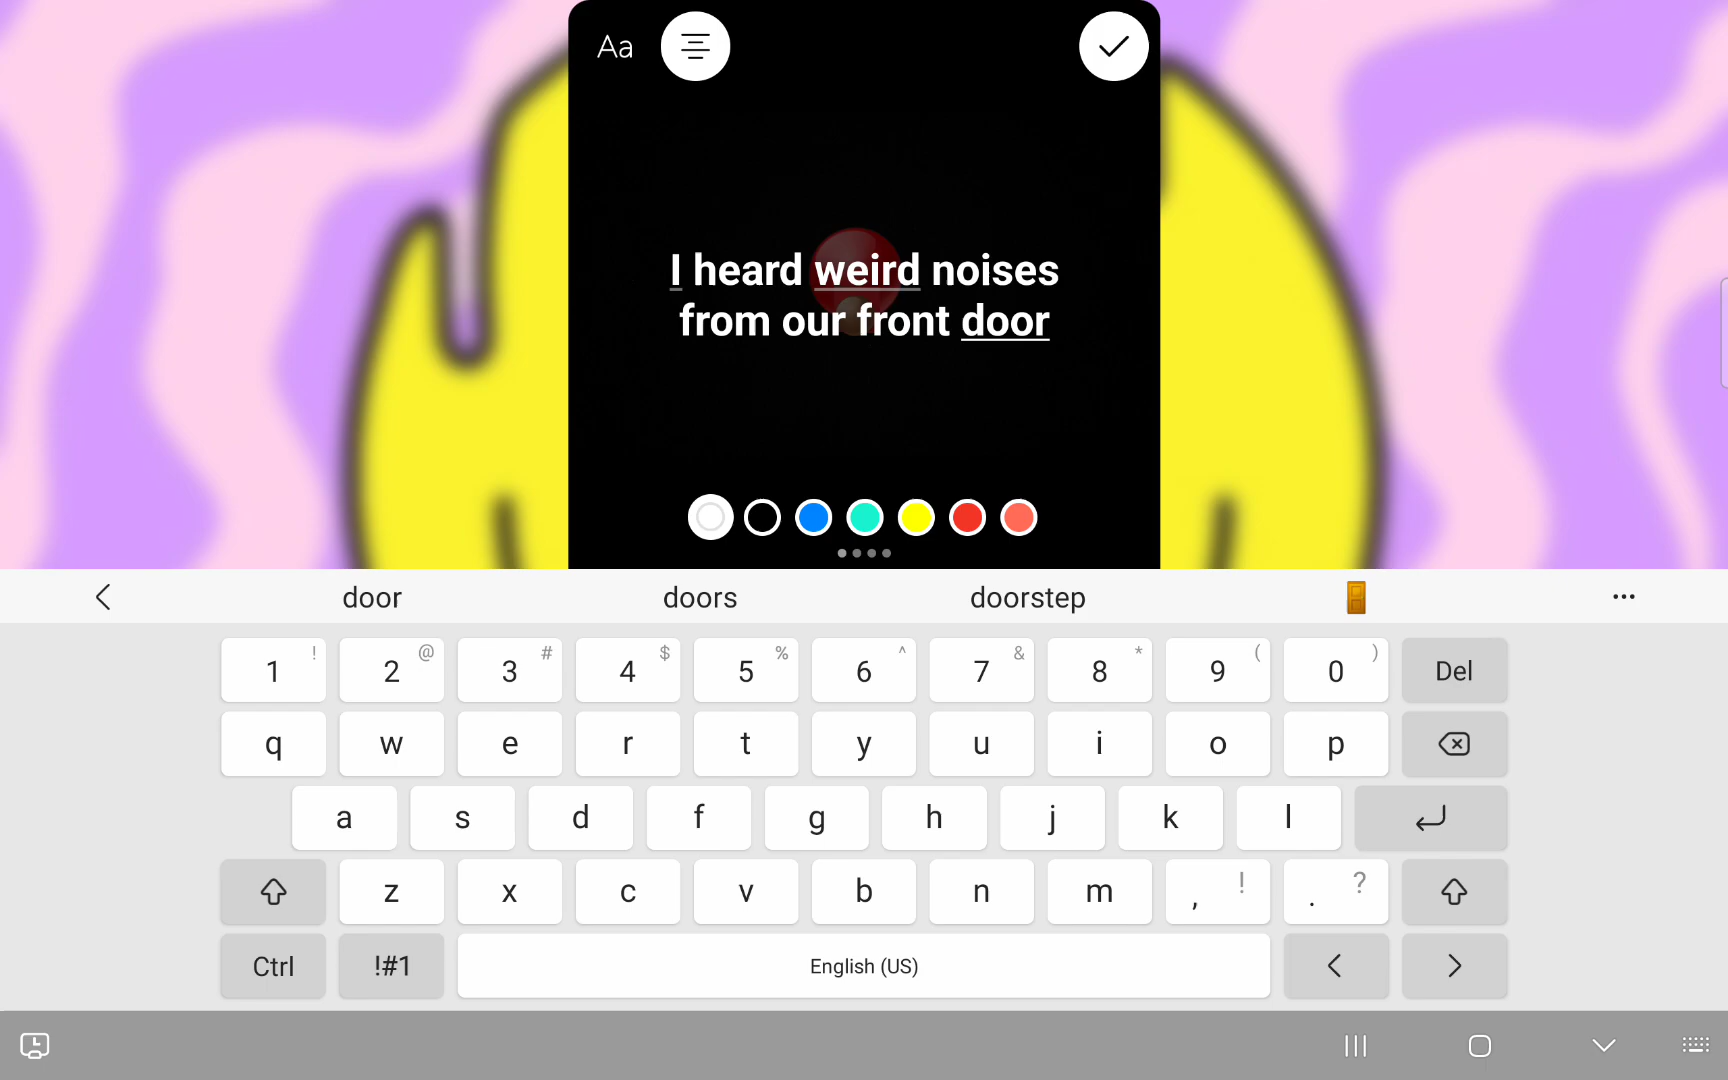 Aa
I heard weird noises
from our front door
door doors doorstep
1 ! 2 @ 3 # 4 $ 5 % 6 ^ 7 & 8 * 9 ( 0 ) Del
q w e r t y u i o p
a s d f g h j k l
z x c v b n m , ! . ?
Ctrl !#1 English (US) < >